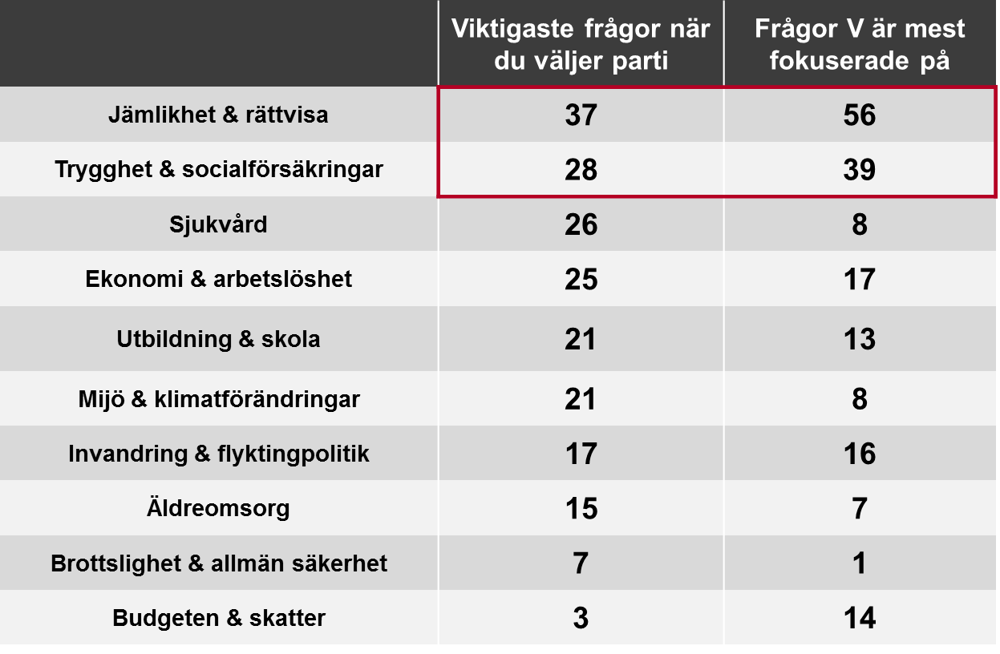 Viktigaste frågor när
du väljer parti
Frågor V är mest
fokuserade på
Jämlikhet & rättvisa 37 56
Trygghet & socialförsäkringar 28 39
Sjukvård 26 8
Ekonomi & arbetslöshet 25 17
Utbildning & skola 21 13
Mijö & klimatförändringar 21 8
Invandring & flyktingpolitik 17 16
Äldreomsorg 15 7
Brottslighet & allmän säkerhet 7 1
Budgeten & skatter 3 14